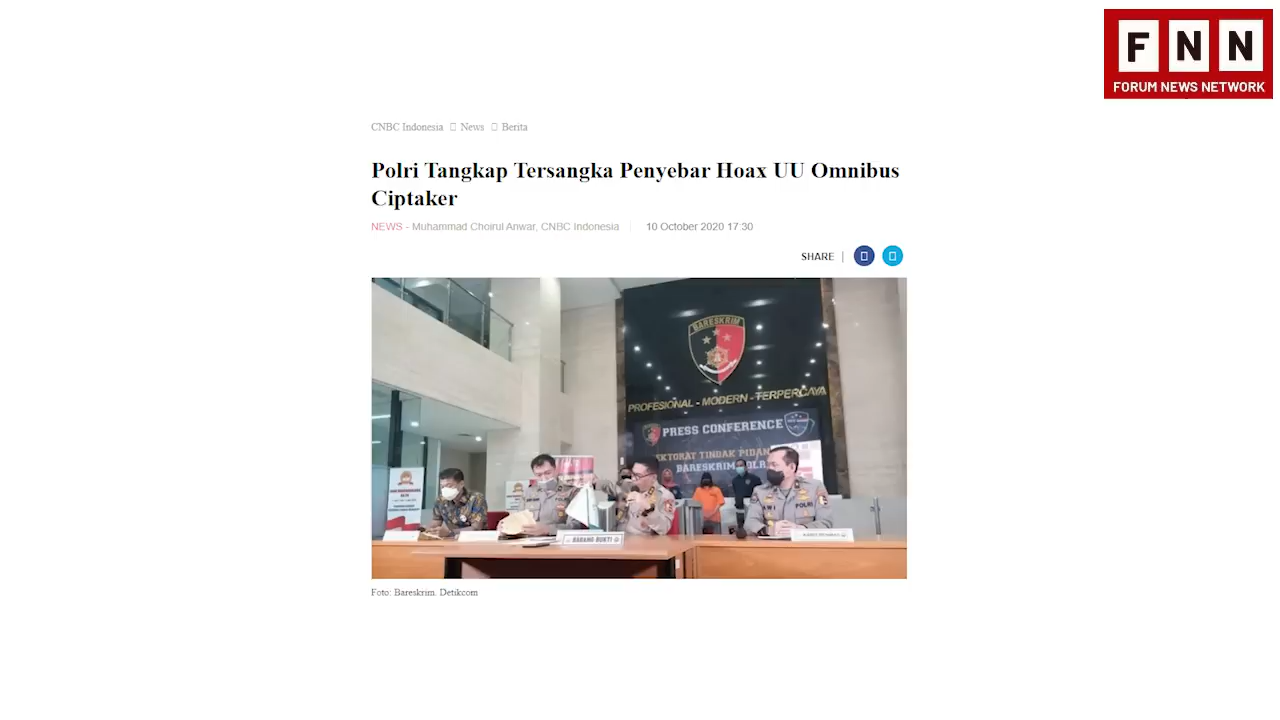 F N N
FORUM NEWS NETWORK
CNBC Indonesia News Berita
Polri Tangkap Tersangka Penyebar Hoax UU Omnibus
Ciptaker
NEWS - Muhammad Choirul Anwar, CNBC Indonesia 10 October 2020 17:30
SHARE |
BARESKRIM
PROFESIONAL - MODERN - TERPERCAYA
PRESS CONFERENCE
BARESKRIM POLRI
POLRI
BARANG BUKTI
Foto: Bareskrim. Detikcom